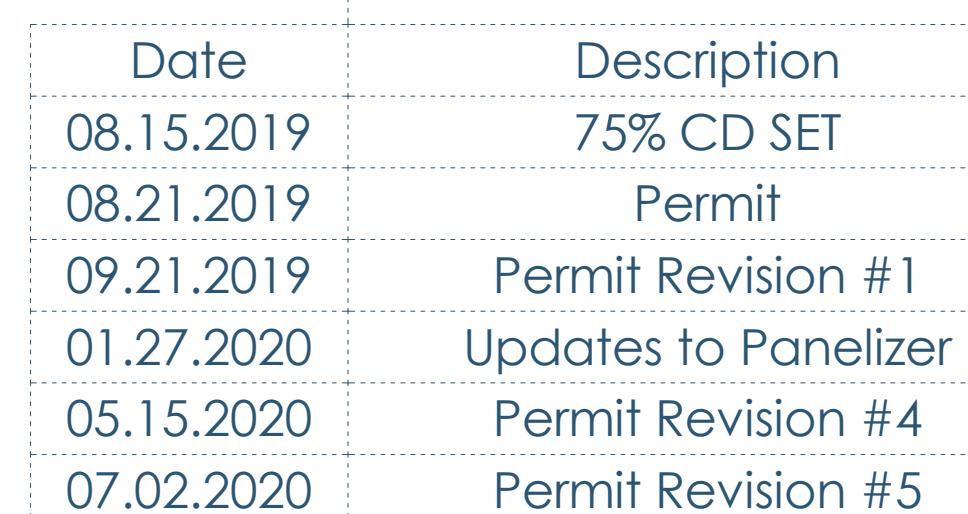 Date Description
08.15.2019 75% CD SET
08.21.2019 Permit
09.21.2019 Permit Revision #1
01.27.2020 Updates to Panelizer
05.15.2020 Permit Revision #4
07.02.2020 Permit Revision #5